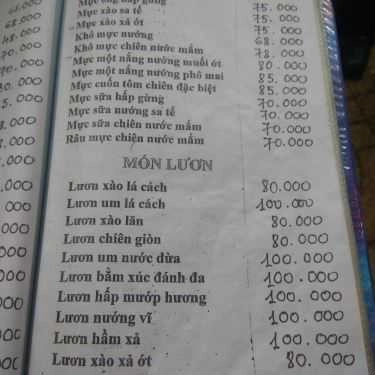 Mực ống hấp gừng 75.000
Mực xào sa tế 75.000
Mực xào xả ớt 75.000
Khô mực nướng 68.000
Khô mực chiên nước mắm 78.000
Mực một nắng nướng muối ớt 80.000
Mực một nắng nướng phô mai 85.000
Mực cuốn tôm chiên đặc biệt 85.000
Mực sữa hấp gừng 70.000
Mực sữa nướng sa tế 70.000
Mực sữa chiên nước mắm 70.000
Râu mực chiên nước mắm 70.000
MÓN LƯƠN
Lươn xào lá cách 80.000
Lươn um lá cách 100.000
Lươn xào lăn 80.000
Lươn chiên giòn 80.000
Lươn um nước dừa 100.000
Lươn bằm xúc đánh đa 100.000
Lươn hấp mướp hương 100.000
Lươn nướng vĩ 100.000
Lươn hầm xả 100.000
Lươn xào xả ớt 80.000